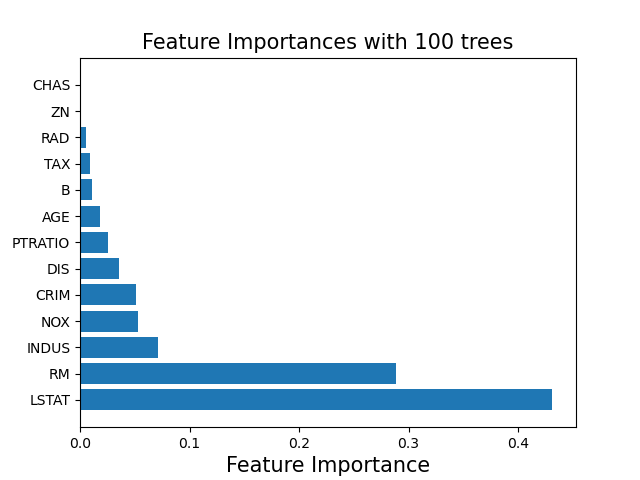 Feature Importances with 100 trees
CHAS
ZN
RAD
TAX
B
AGE
PTRATIO
DIS
CRIM
NOX
INDUS
RM
LSTAT
0.0 0.1 0.2 0.3 0.4
Feature Importance